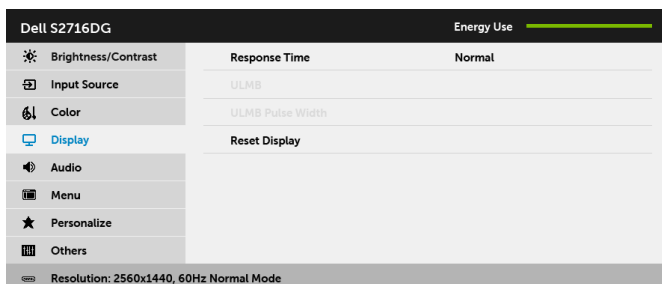 Dell S2716DG
Energy Use
Brightness/Contrast
Response Time
Normal
Input Source
ULMB
Color
ULMB Pulse Width
Display
Reset Display
Audio
Menu
Personalize
Others
Resolution: 2560x1440, 60Hz Normal Mode